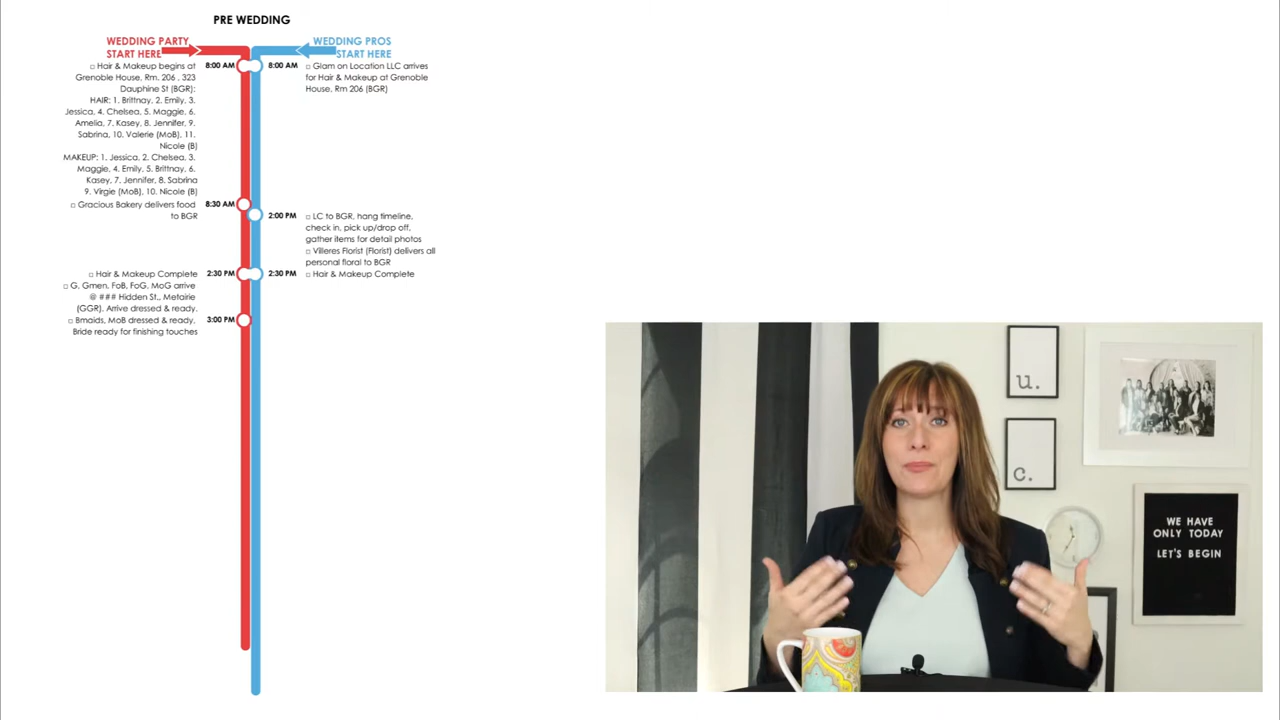 PRE WEDDING
WEDDING PARTY
START HERE
8:00 AM
□ Hair & Makeup begins at
Grenoble House, Rm. 206 , 323
Dauphine St (BGR):
HAIR: 1. Brittnay, 2. Emily, 3.
Jessica, 4. Chelsea, 5. Maggie, 6.
Amelia, 7. Kasey, 8. Jennifer, 9.
Sabrina, 10. Valerie (MoB), 11.
Nicole (B)
MAKEUP: 1. Jessica, 2. Chelsea, 3.
Maggie, 4. Emily, 5. Brittnay, 6.
Kasey, 7. Jennifer, 8. Sabrina
9. Virgie (MoB), 10. Nicole (B)
8:30 AM
□ Gracious Bakery delivers food
to BGR
2:30 PM
□ Hair & Makeup Complete
□ G, Gmen, FoB, FoG, MoG arrive
@ ### Hidden St., Metairie
(GGR). Arrive dressed & ready.
3:00 PM
□ Bmaids, MoB dressed & ready.
Bride ready for finishing touches
WEDDING PROS
START HERE
8:00 AM
□ Glam on Location LLC arrives
for Hair & Makeup at Grenoble
House, Rm 206 (BGR)
2:00 PM
□ LC to BGR, hang timeline,
check in, pick up/drop off,
gather items for detail photos
□ Villeres Florist (Florist) delivers all
personal floral to BGR
2:30 PM
□ Hair & Makeup Complete
u.
c.
WE HAVE
ONLY TODAY
LET'S BEGIN